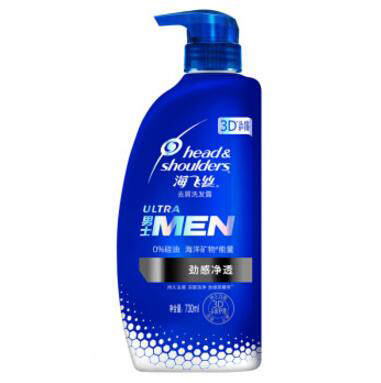 3D
head &
shoulders
海飞丝
去屑洗发露
ULTRA
男士MEN
0%硅油 海洋矿物*能量
劲感净透
净含量:730ml
3D